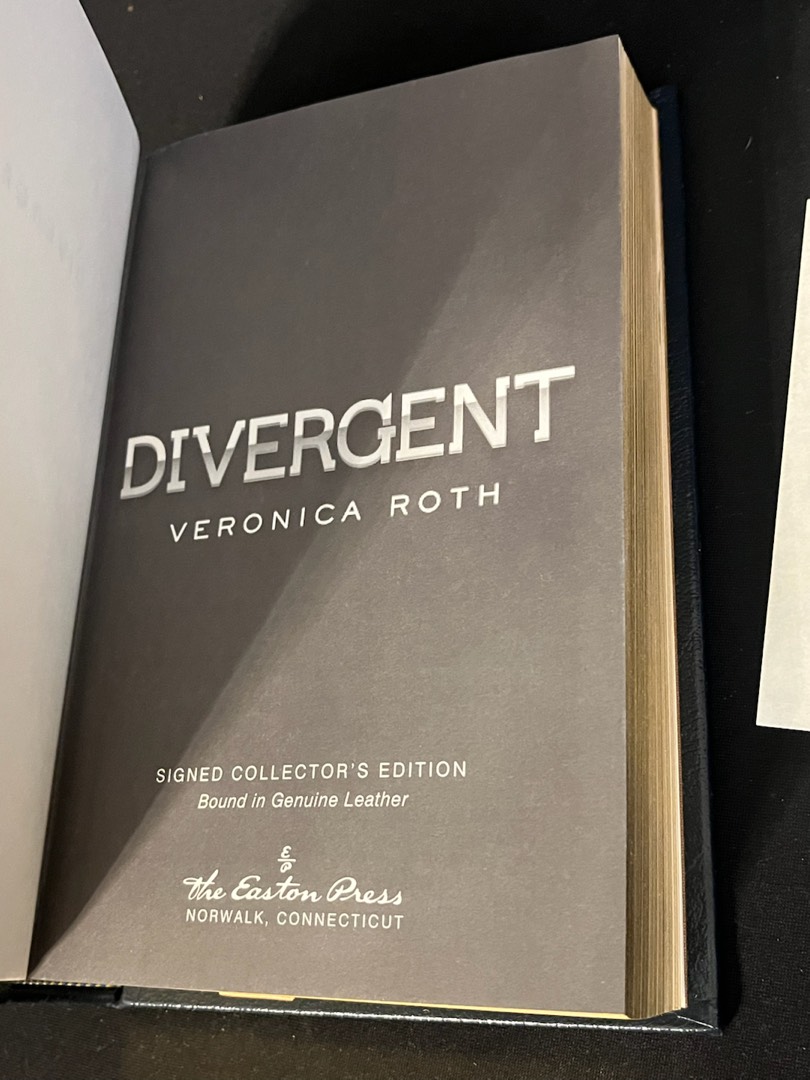 DIVERGENT
VERONICA ROTH
SIGNED COLLECTOR'S EDITION
Bound in Genuine Leather
E
P
The Easton Press
NORWALK, CONNECTICUT